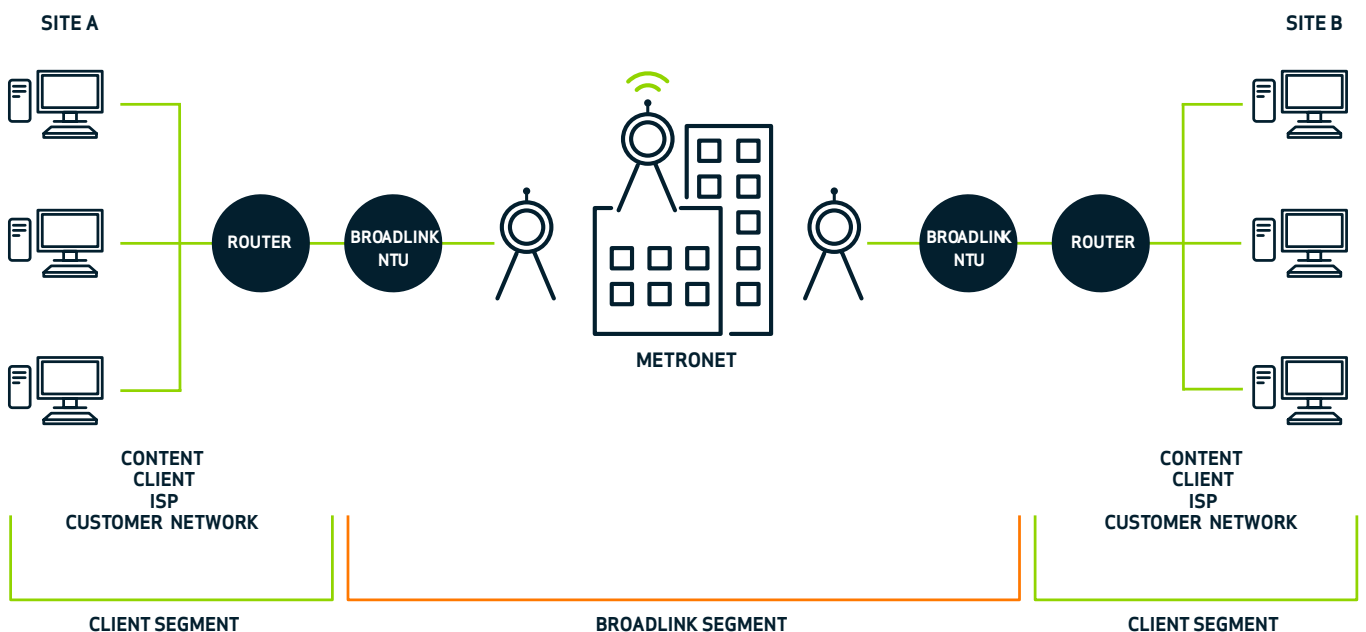 SITE A
SITE B
ROUTER
BROADLINK
NTU
BROADLINK
NTU
ROUTER
METRONET
CONTENT
CLIENT
ISP
CUSTOMER NETWORK
CONTENT
CLIENT
ISP
CUSTOMER NETWORK
CLIENT SEGMENT
BROADLINK SEGMENT
CLIENT SEGMENT